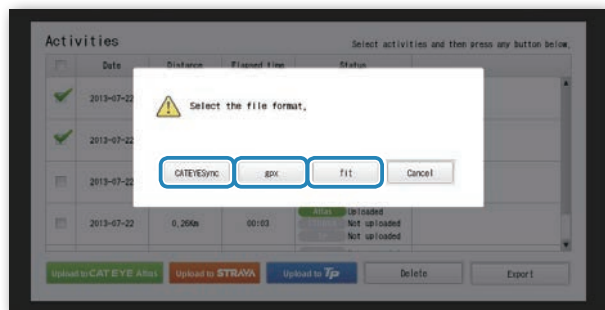 Activities
Select activities and then press any button below.
Date Distance Elapsed time Status
2013-07-22
Select the file format.
2013-07-22
2013-07-22
CATEYESync gpx fit Cancel
Atlas Uploaded
2013-07-22 0.26Km 00:03 Not uploaded
Not uploaded
Upload to CAT EYE Atlas Upload to STRAVA Upload to Tp Delete Export